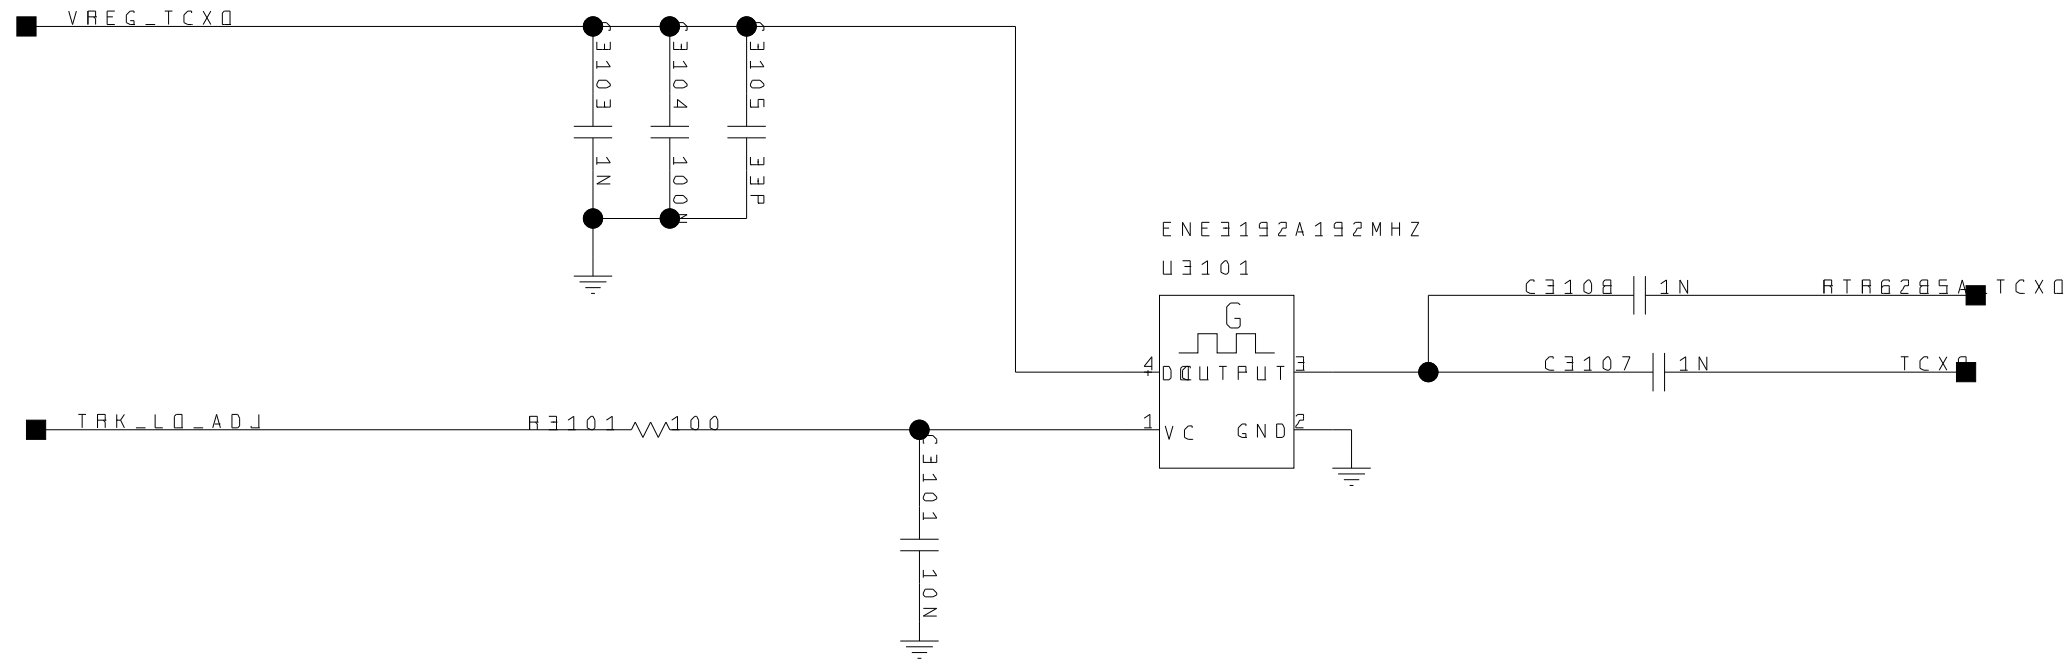 VREG_TCXO
C3103
C3104
C3105
1N
100N
33P
ENE3192A192MHZ
U3101
G
4
DC
OUTPUT
3
1
VC
GND
2
C3108
1N
RTR6285A_TCXO
C3107
1N
TCXO
TRK_LO_ADJ
R3101
100
C3101
10N